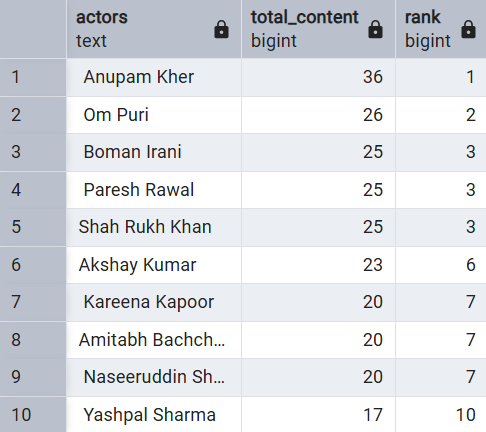 actors total_content rank
text bigint bigint
1 Anupam Kher 36 1
2 Om Puri 26 2
3 Boman Irani 25 3
4 Paresh Rawal 25 3
5 Shah Rukh Khan 25 3
6 Akshay Kumar 23 6
7 Kareena Kapoor 20 7
8 Amitabh Bachch... 20 7
9 Naseeruddin Sh... 20 7
10 Yashpal Sharma 17 10